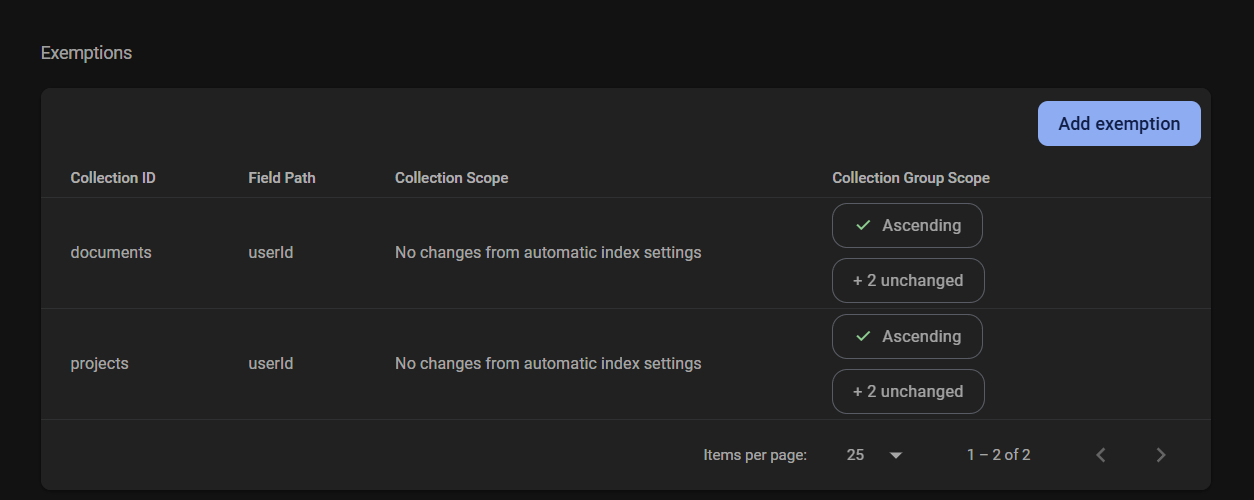 Exemptions
Add exemption
Collection ID Field Path Collection Scope Collection Group Scope
documents userId No changes from automatic index settings Ascending
+ 2 unchanged
projects userId No changes from automatic index settings Ascending
+ 2 unchanged
Items per page: 25 1 – 2 of 2